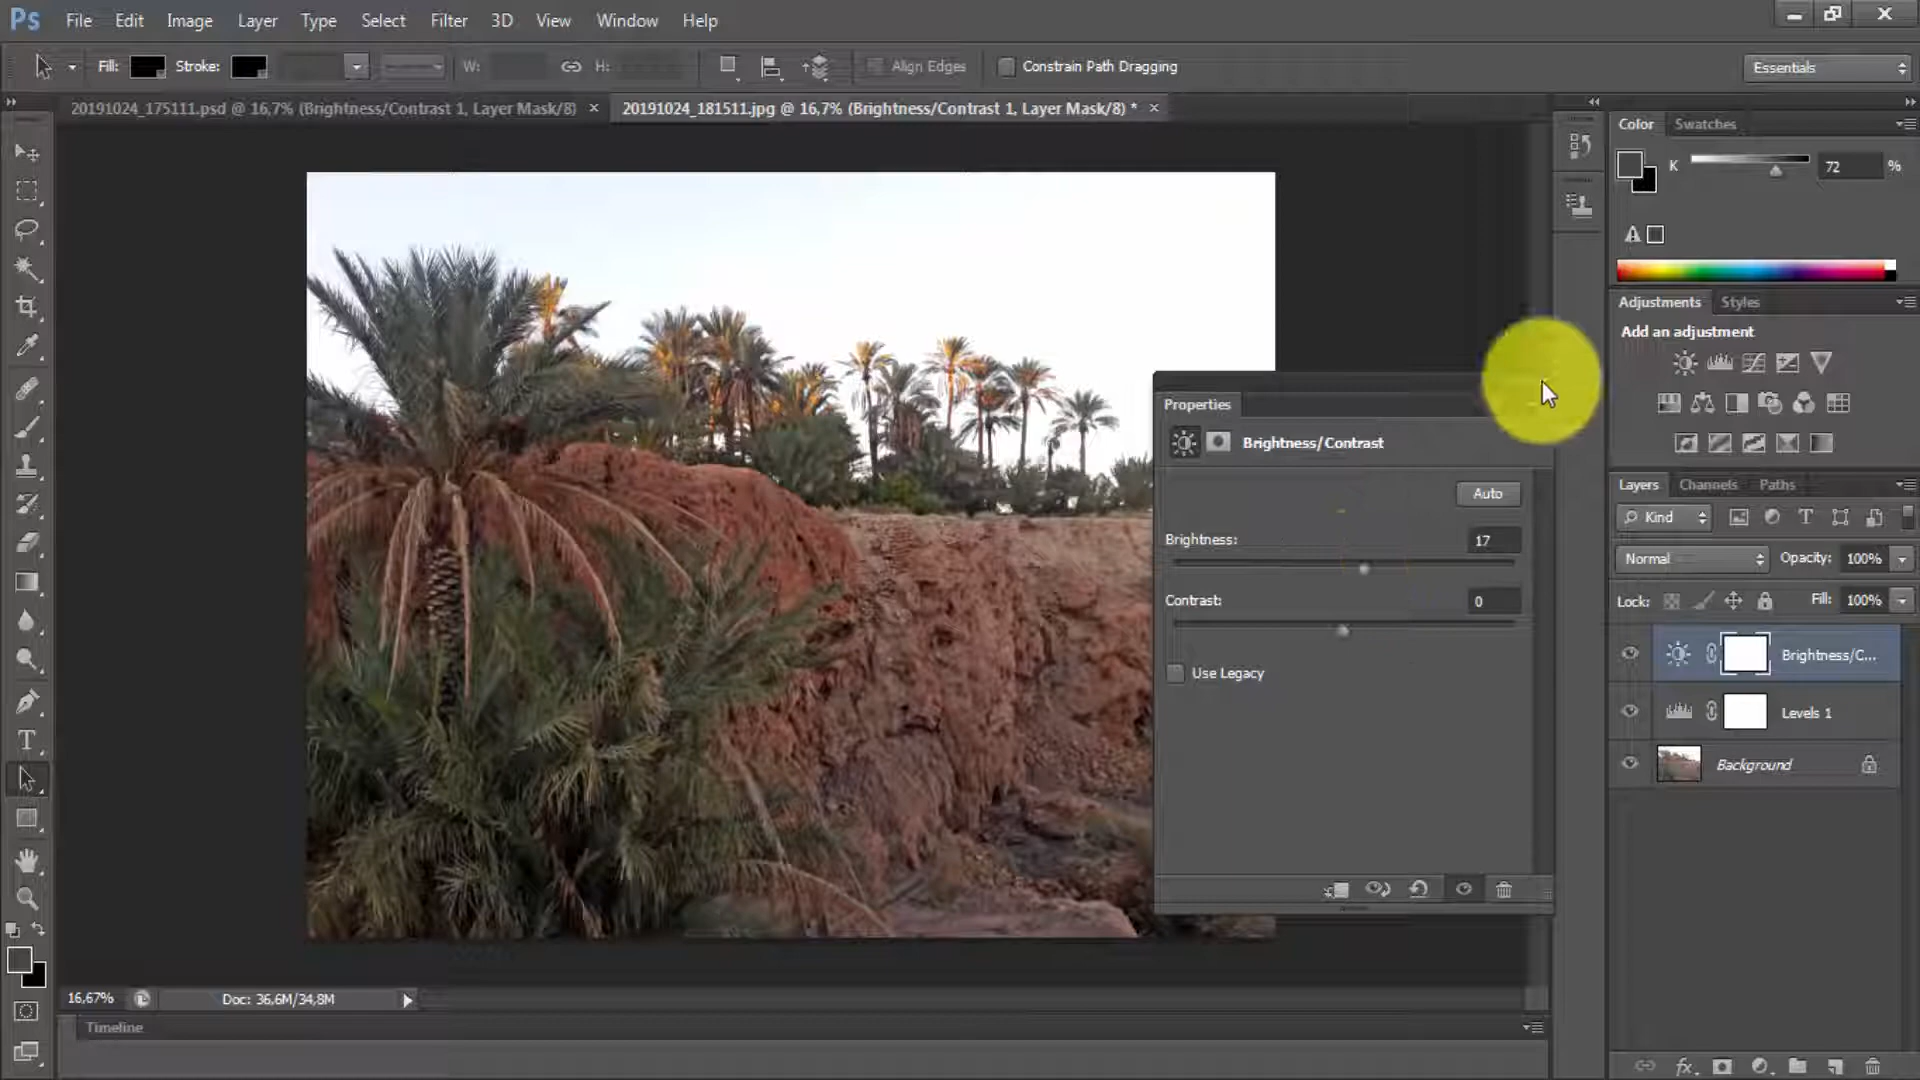 Ps File Edit Image Layer Type Select Filter 3D View Window Help
Fill: Stroke: W: H: Align Edges Constrain Path Dragging Essentials
20191024_175111.psd @ 16,7% (Brightness/Contrast 1, Layer Mask/8) × 20191024_181511.jpg @ 16,7% (Brightness/Contrast 1, Layer Mask/8) * ×
Color Swatches
K 72 %
Adjustments Styles
Add an adjustment
Properties
Brightness/Contrast
Auto
Brightness: 17
Contrast: 0
Use Legacy
Layers Channels Paths
Kind
Normal Opacity: 100%
Lock: Fill: 100%
Brightness/C...
Levels 1
Background
16,67% Doc: 36,6M/34,8M
Timeline